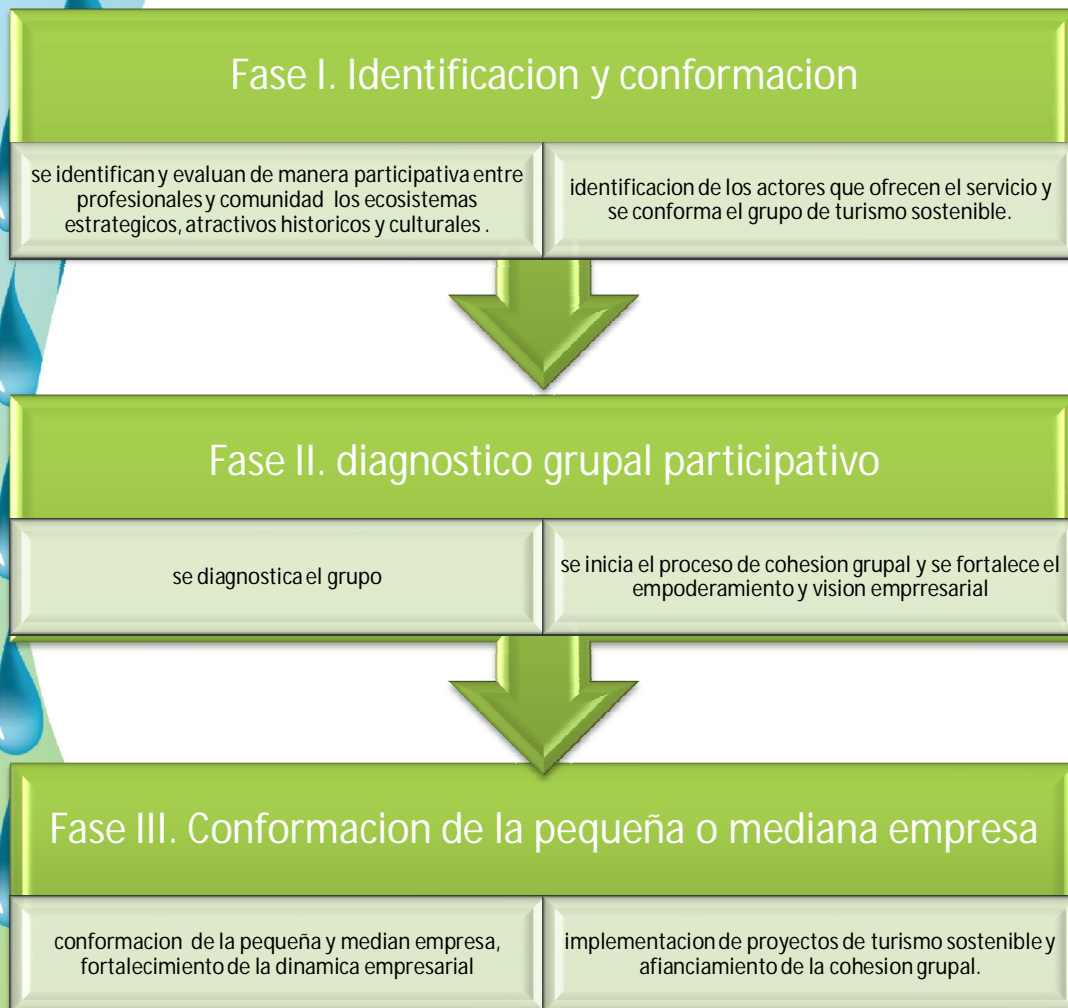 Fase I. Identificacion y conformacion
se identifican y evaluan de manera participativa entre
profesionales y comunidad los ecosistemas
estrategicos, atractivos historicos y culturales .
identificacion de los actores que ofrecen el servicio y
se conforma el grupo de turismo sostenible.
Fase II. diagnostico grupal participativo
se diagnostica el grupo
se inicia el proceso de cohesion grupal y se fortalece el
empoderamiento y vision emprresarial
Fase III. Conformacion de la pequeña o mediana empresa
conformacion de la pequeña y median empresa,
fortalecimiento de la dinamica empresarial
implementacion de proyectos de turismo sostenible y
afianciamiento de la cohesion grupal.